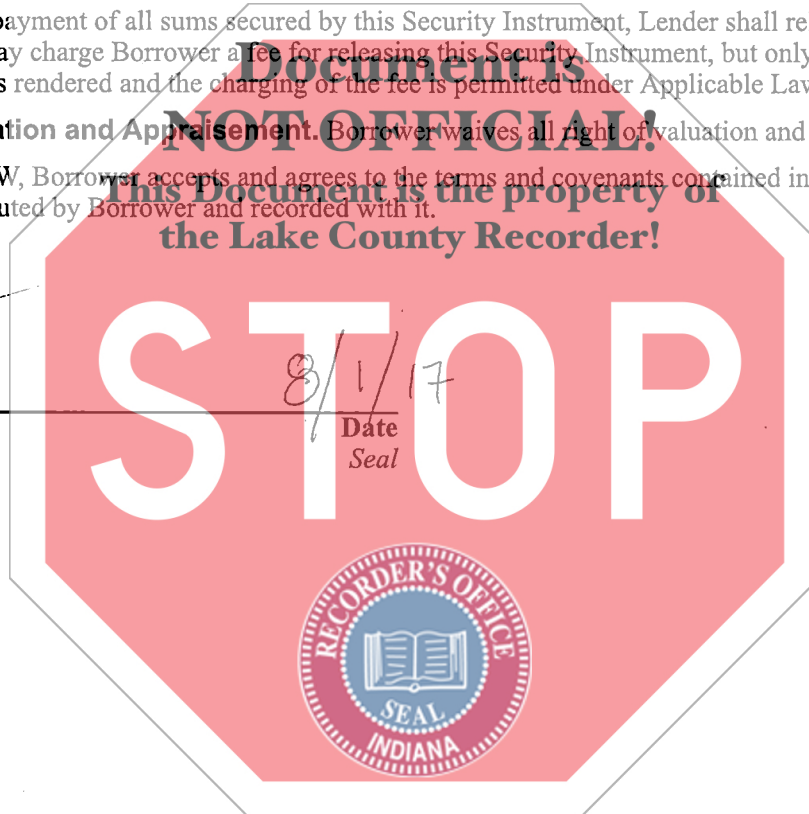 ayment of all sums secured by this Security Instrument, Lender shall re
ay charge Borrower a fee for releasing this Security Instrument, but only
s rendered and the charging of the fee is permitted under Applicable Law
Document is
tion and Appraisement. Borrower waives all right of valuation and
NOT OFFICIAL!
W, Borrower accepts and agrees to the terms and covenants contained in
This Document is the property of
uted by Borrower and recorded with it.
the Lake County Recorder!
STOP
8/1/17
Date
Seal
RECORDER'S OFFICE
SEAL
INDIANA